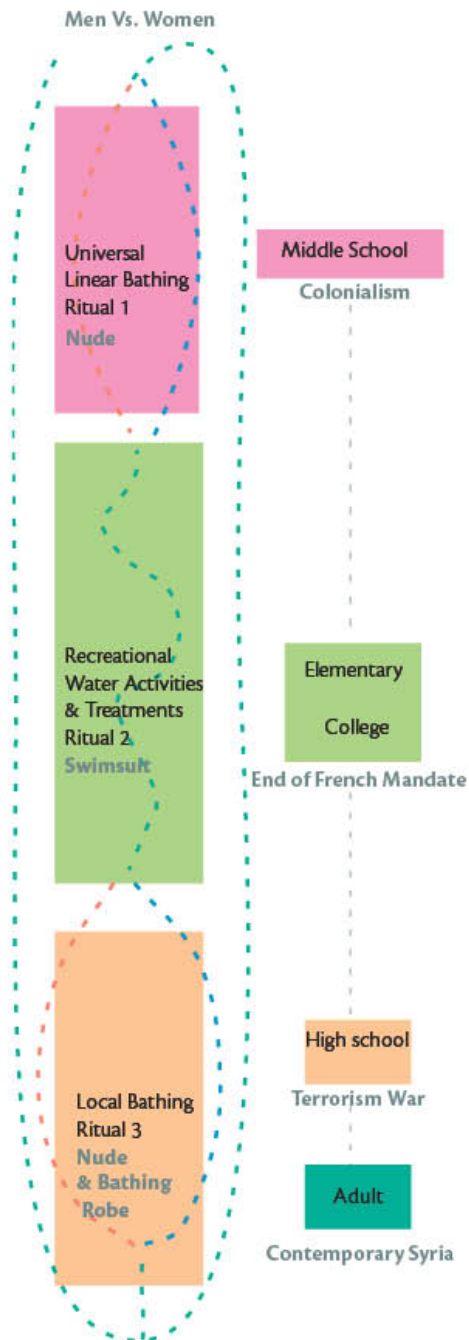 Men Vs. Women
Universal
Linear Bathing
Ritual 1
Nude
Middle School
Colonialism
Recreational
Water Activities
& Treatments
Ritual 2
Swimsuit
Elementary
College
End of French Mandate
Local Bathing
Ritual 3
Nude
& Bathing
Robe
High school
Terrorism War
Adult
Contemporary Syria